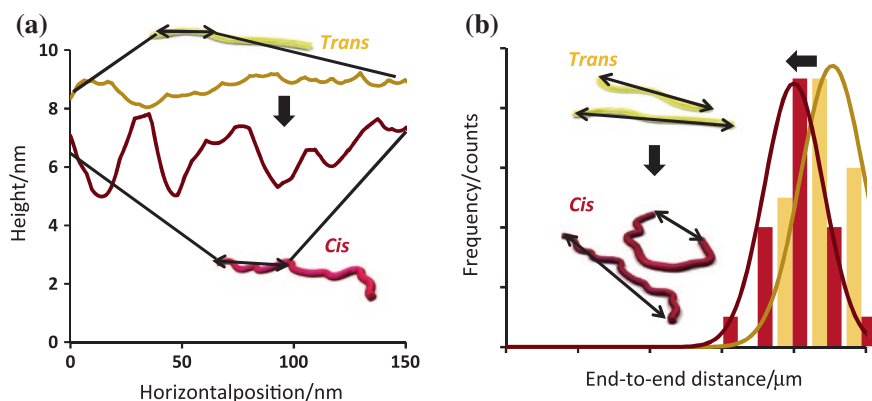 (a)
Trans
10
8
6
4
2
0
Height/nm
Cis
0
50
100
150
Horizontalposition/nm
(b)
Trans
Cis
Frequency/counts
End-to-end distance/μm